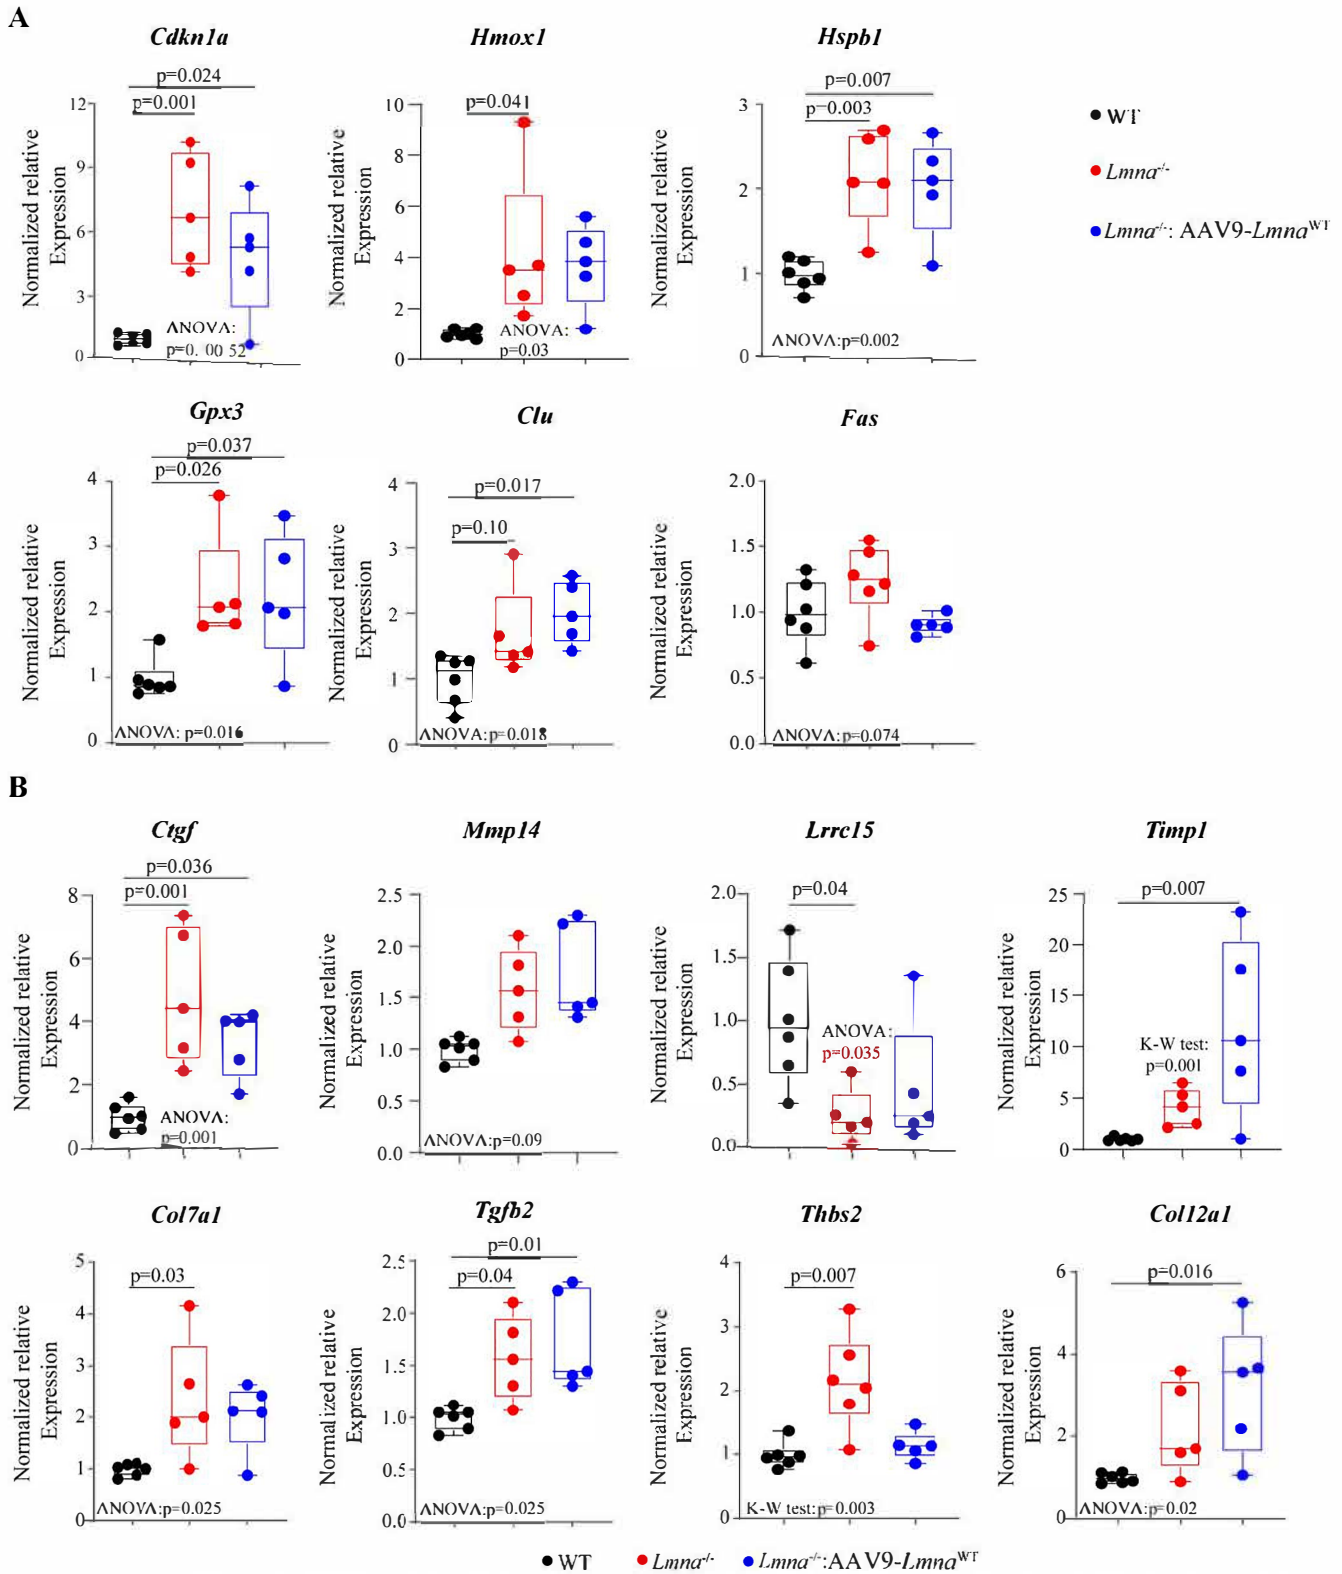 A
Cdkn1a
Hmox1
Hspb1
p=0.024
p=0.001
p=0.041
p=0.007
p=0.003
WT
Lmna-/-
Lmna-/-: AAV9-LmnaWT
Normalized relative
Expression
12
9
6
3
0
ANOVA:
p=0. 00 52
Normalized relative
Expression
10
8
6
4
2
0
ANOVA:
p=0.03
Normalized relative
Expression
3
2
1
0
ANOVA:p=0.002
Gpx3
Clu
Fas
p=0.037
p=0.026
p=0.017
p=0.10
Normalized relative
Expression
4
3
2
1
0
ANOVA: p=0.016
Normalized relative
Expression
4
3
2
1
0
ANOVA: p=0.018
Normalized relative
Expression
2.0
1.5
1.0
0.5
0.0
ANOVA: p=0.074
B
Ctgf
Mmp14
Lrrc15
Timp1
p=0.036
p=0.001
p=0.04
p=0.007
Normalized relative
Expression
8
6
4
2
0
ANOVA:
p=0.001
Normalized relative
Expression
2.5
2.0
1.5
1.0
0.5
0.0
ANOVA:p=0.09
Normalized relative
Expression
2.0
1.5
1.0
0.5
0.0
ANOVA:
p=0.035
Normalized relative
Expression
25
20
15
10
5
0
K-W test:
p=0.001
Col7a1
Tgfb2
Thbs2
Col12a1
p=0.03
p=0.01
p=0.04
p=0.007
p=0.016
Normalized relative
Expression
5
4
3
2
1
0
ANOVA:p=0.025
Normalized relative
Expression
2.5
2.0
1.5
1.0
0.5
0.0
ANOVA:p=0.025
Normalized relative
Expression
4
3
2
1
0
K-W test: p=0.003
Normalized relative
Expression
6
4
2
0
ANOVA:p=0.02
WT Lmna-/- Lmna-/-:AAV9-LmnaWT